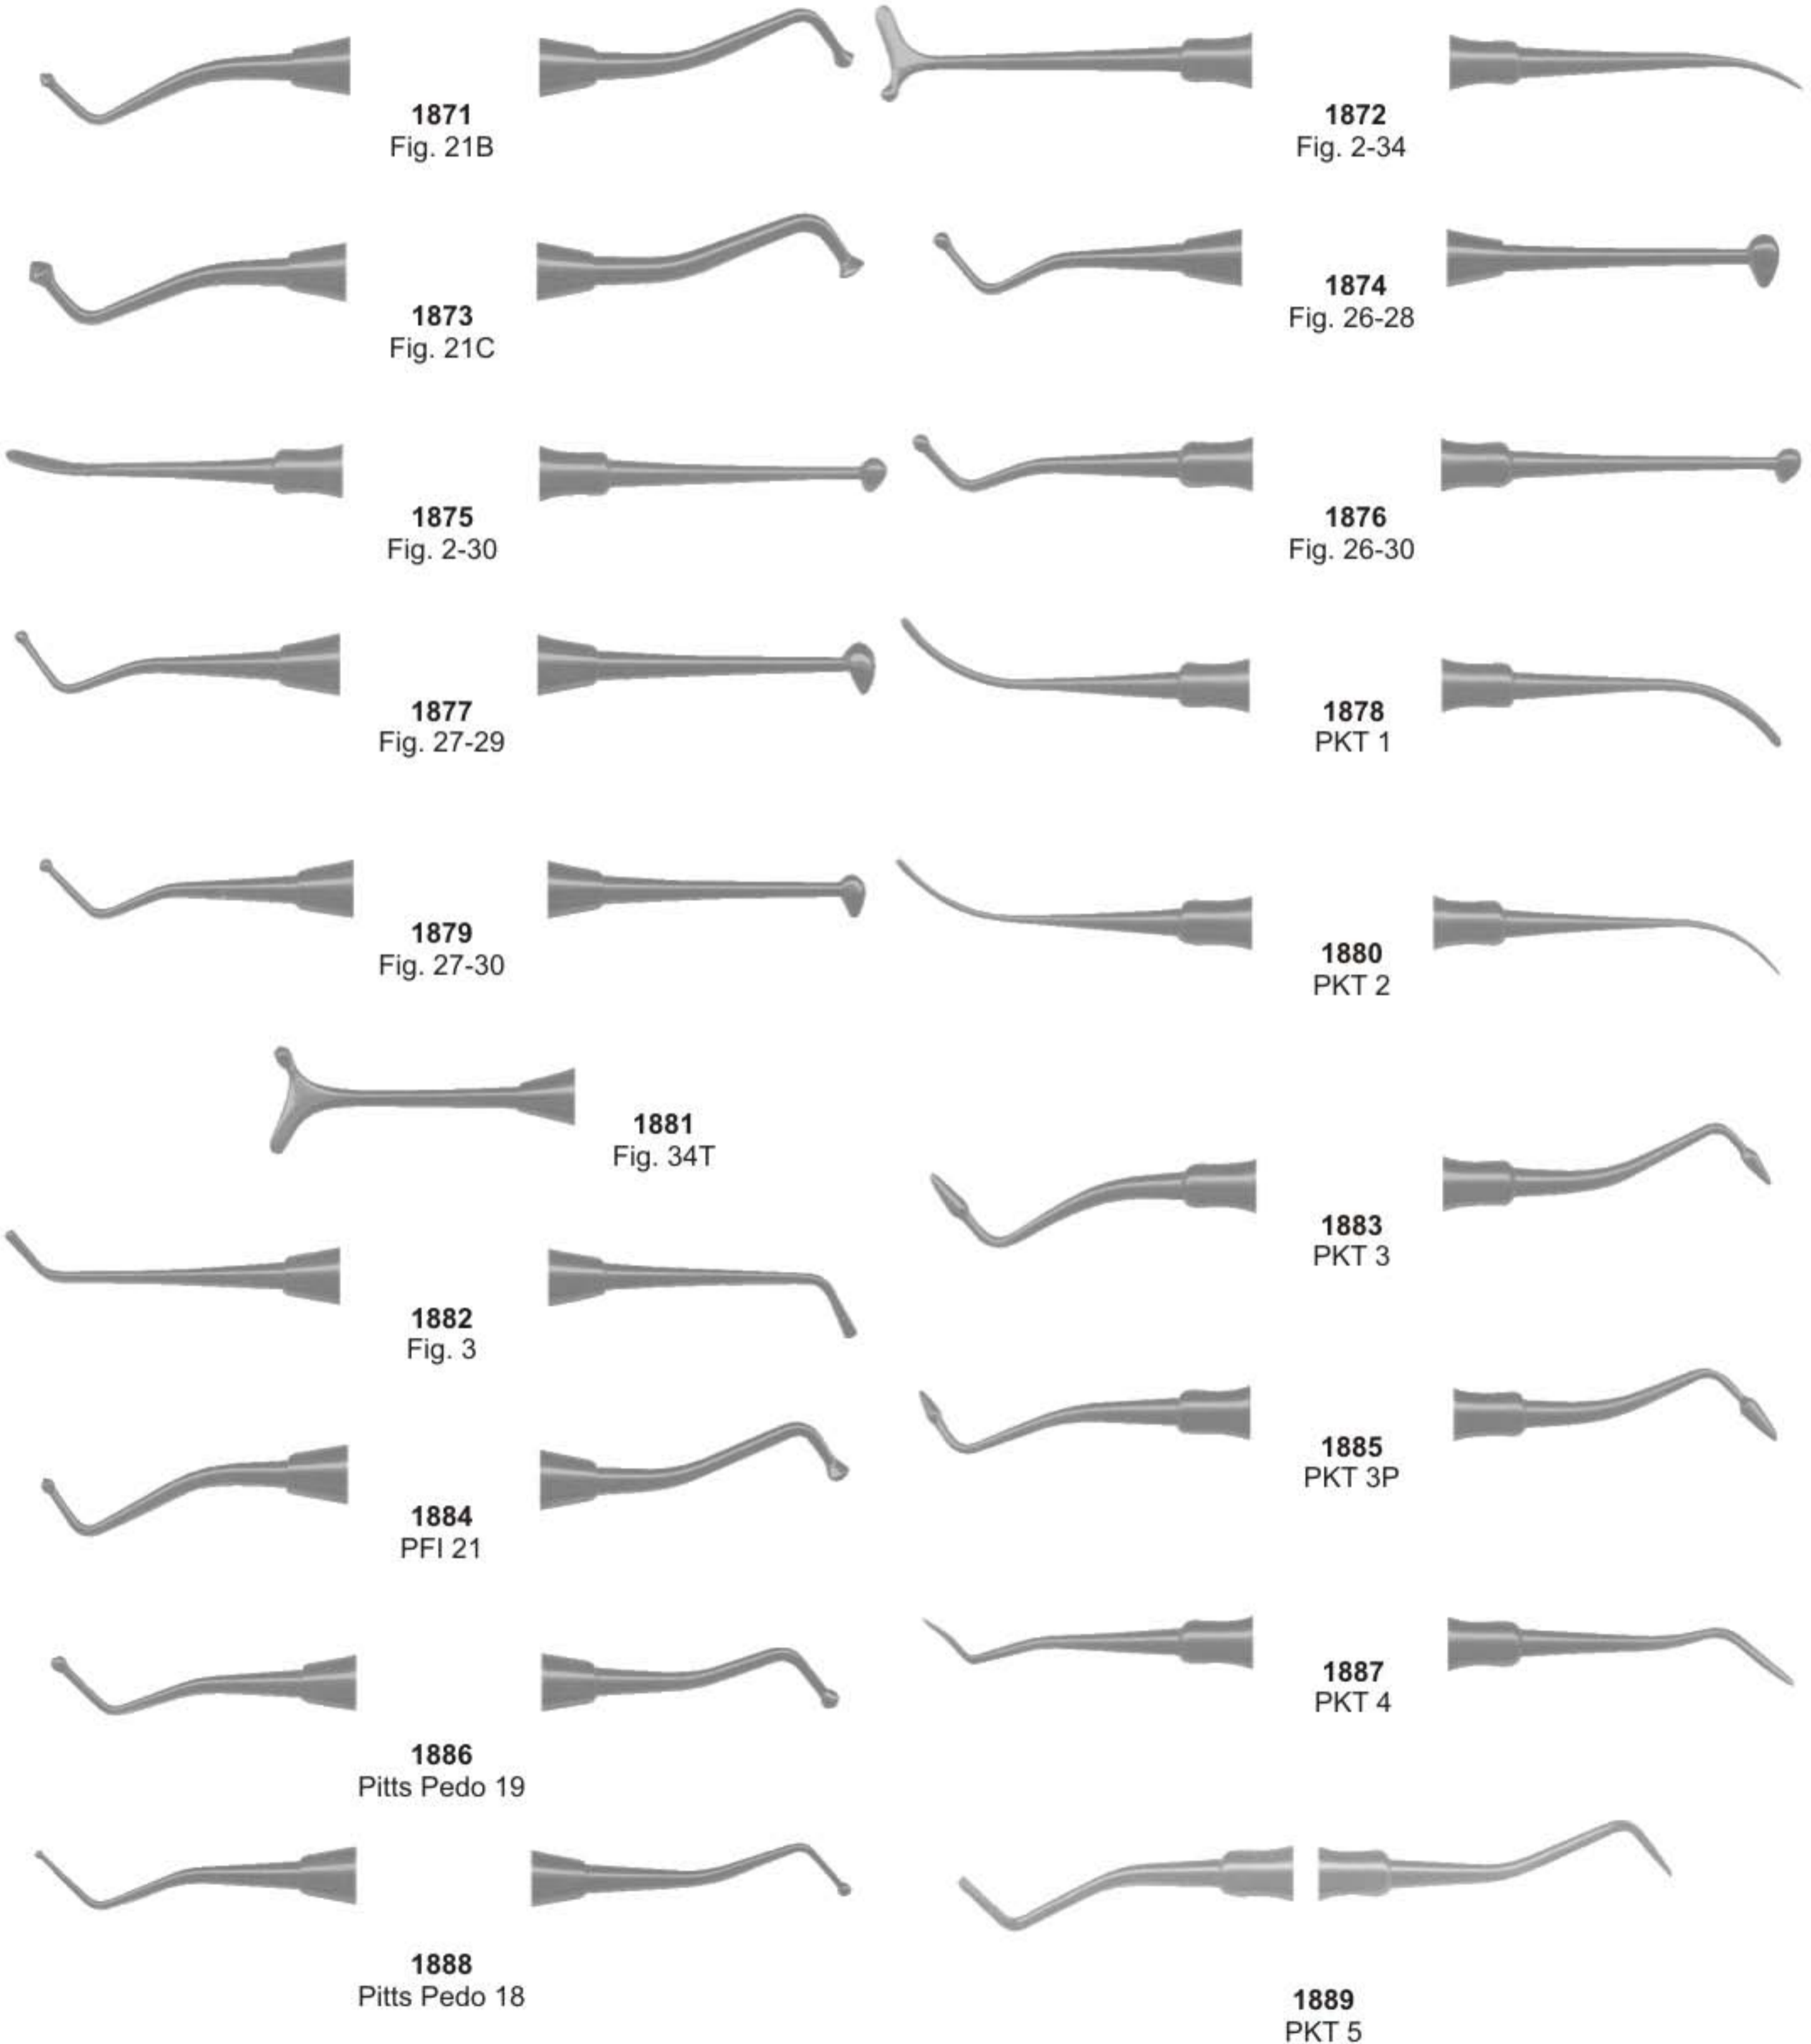 1871
Fig. 21B
1872
Fig. 2-34
1873
Fig. 21C
1874
Fig. 26-28
1875
Fig. 2-30
1876
Fig. 26-30
1877
Fig. 27-29
1878
PKT 1
1879
Fig. 27-30
1880
PKT 2
1881
Fig. 34T
1883
PKT 3
1882
Fig. 3
1885
PKT 3P
1884
PFI 21
1887
PKT 4
1886
Pitts Pedo 19
1888
Pitts Pedo 18
1889
PKT 5